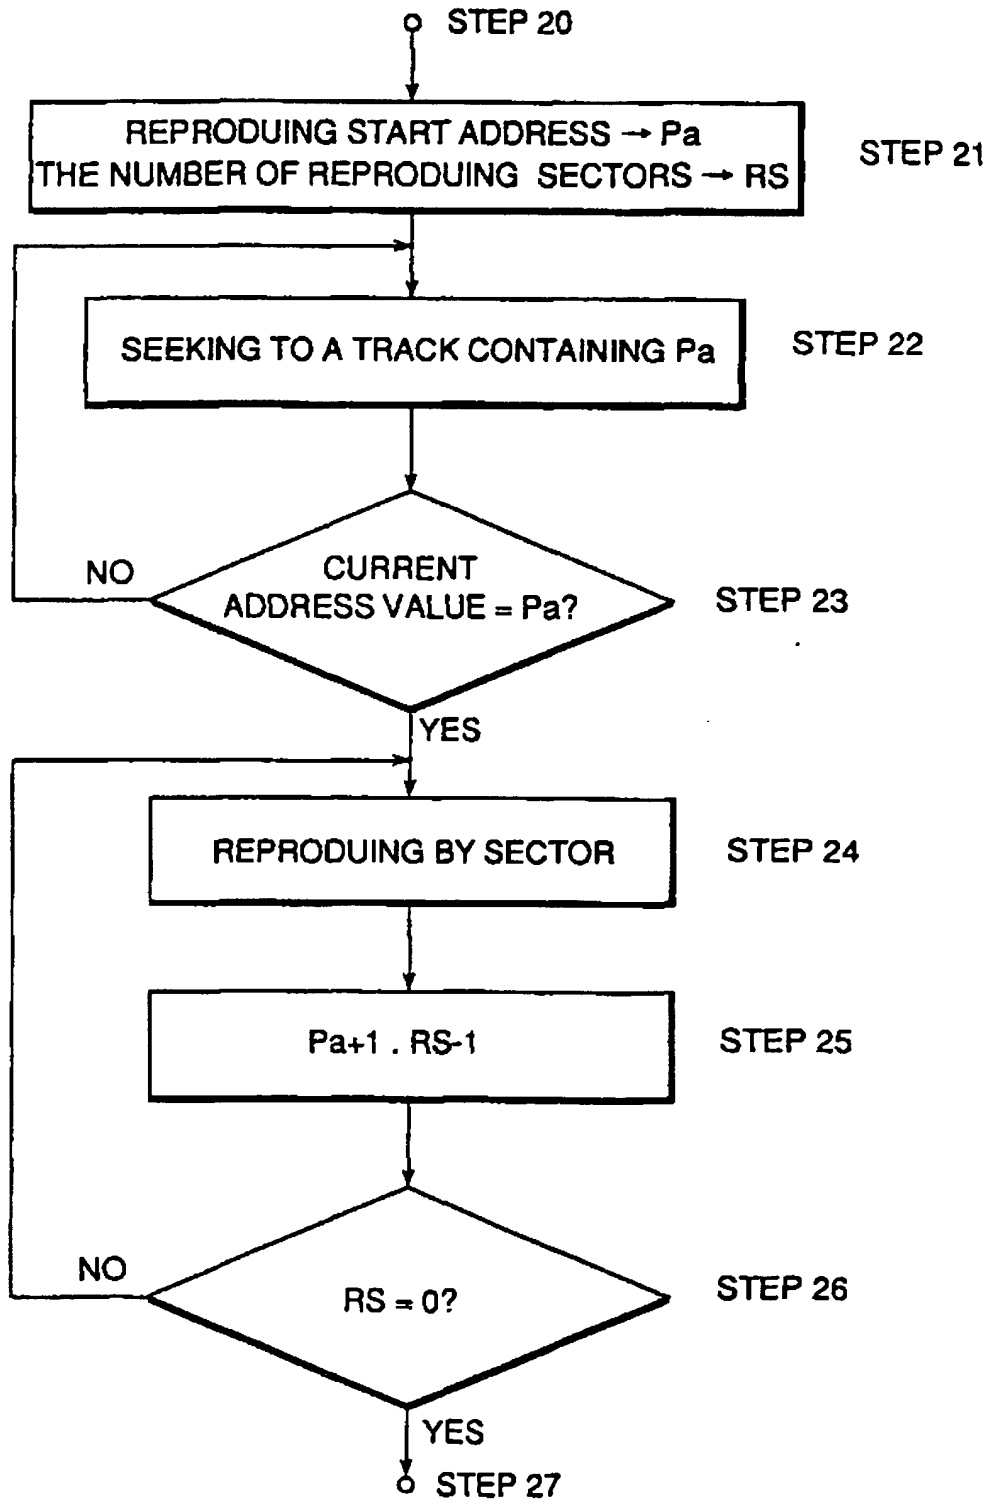 STEP 20
REPRODUING START ADDRESS → Pa
THE NUMBER OF REPRODUING SECTORS → RS
STEP 21
SEEKING TO A TRACK CONTAINING Pa
STEP 22
CURRENT
ADDRESS VALUE = Pa?
NO
STEP 23
YES
REPRODUING BY SECTOR
STEP 24
Pa+1 . RS-1
STEP 25
NO
RS = 0?
STEP 26
YES
STEP 27